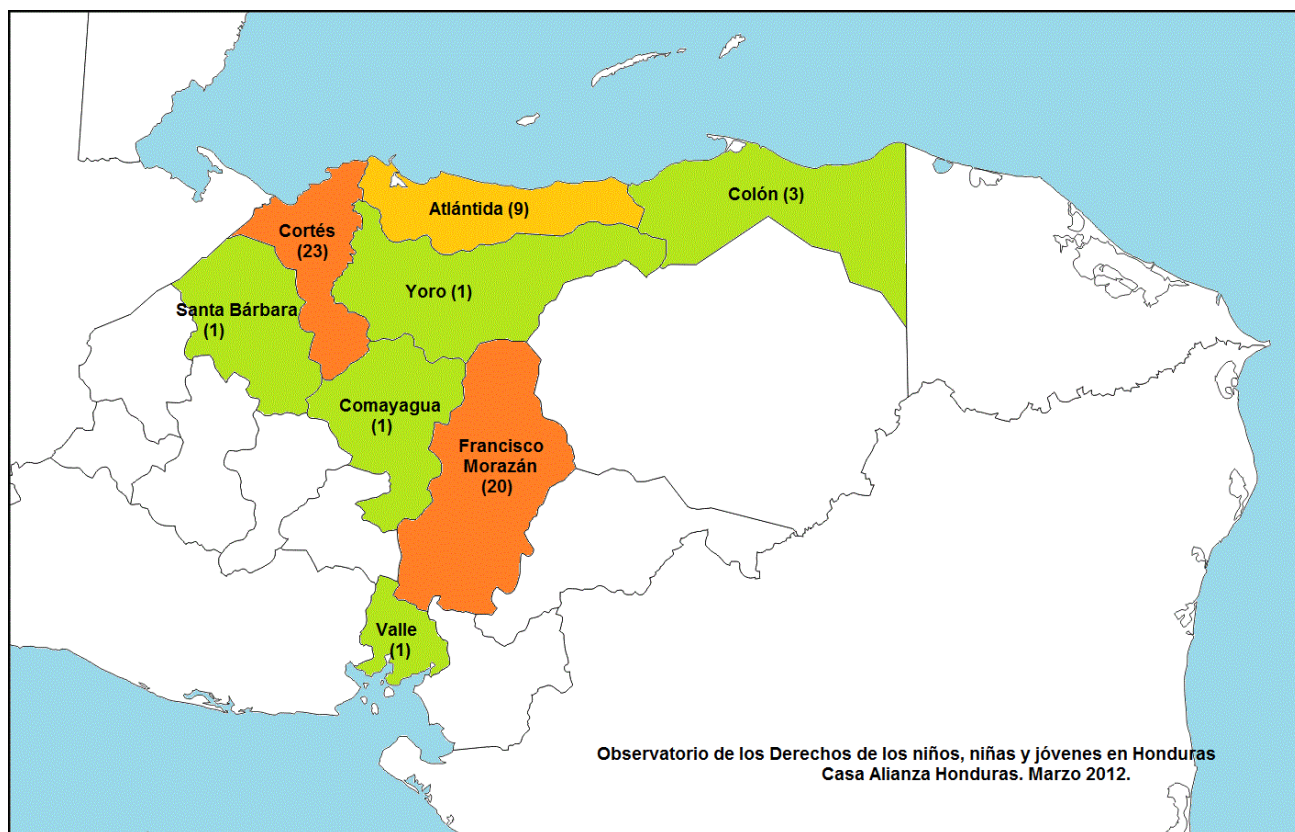 Colón (3)
Atlántida (9)
Cortés
(23)
Yoro (1)
Santa Bárbara
(1)
Comayagua
(1)
Francisco
Morazán
(20)
Valle
(1)
Observatorio de los Derechos de los niños, niñas y jóvenes en Honduras
Casa Alianza Honduras. Marzo 2012.